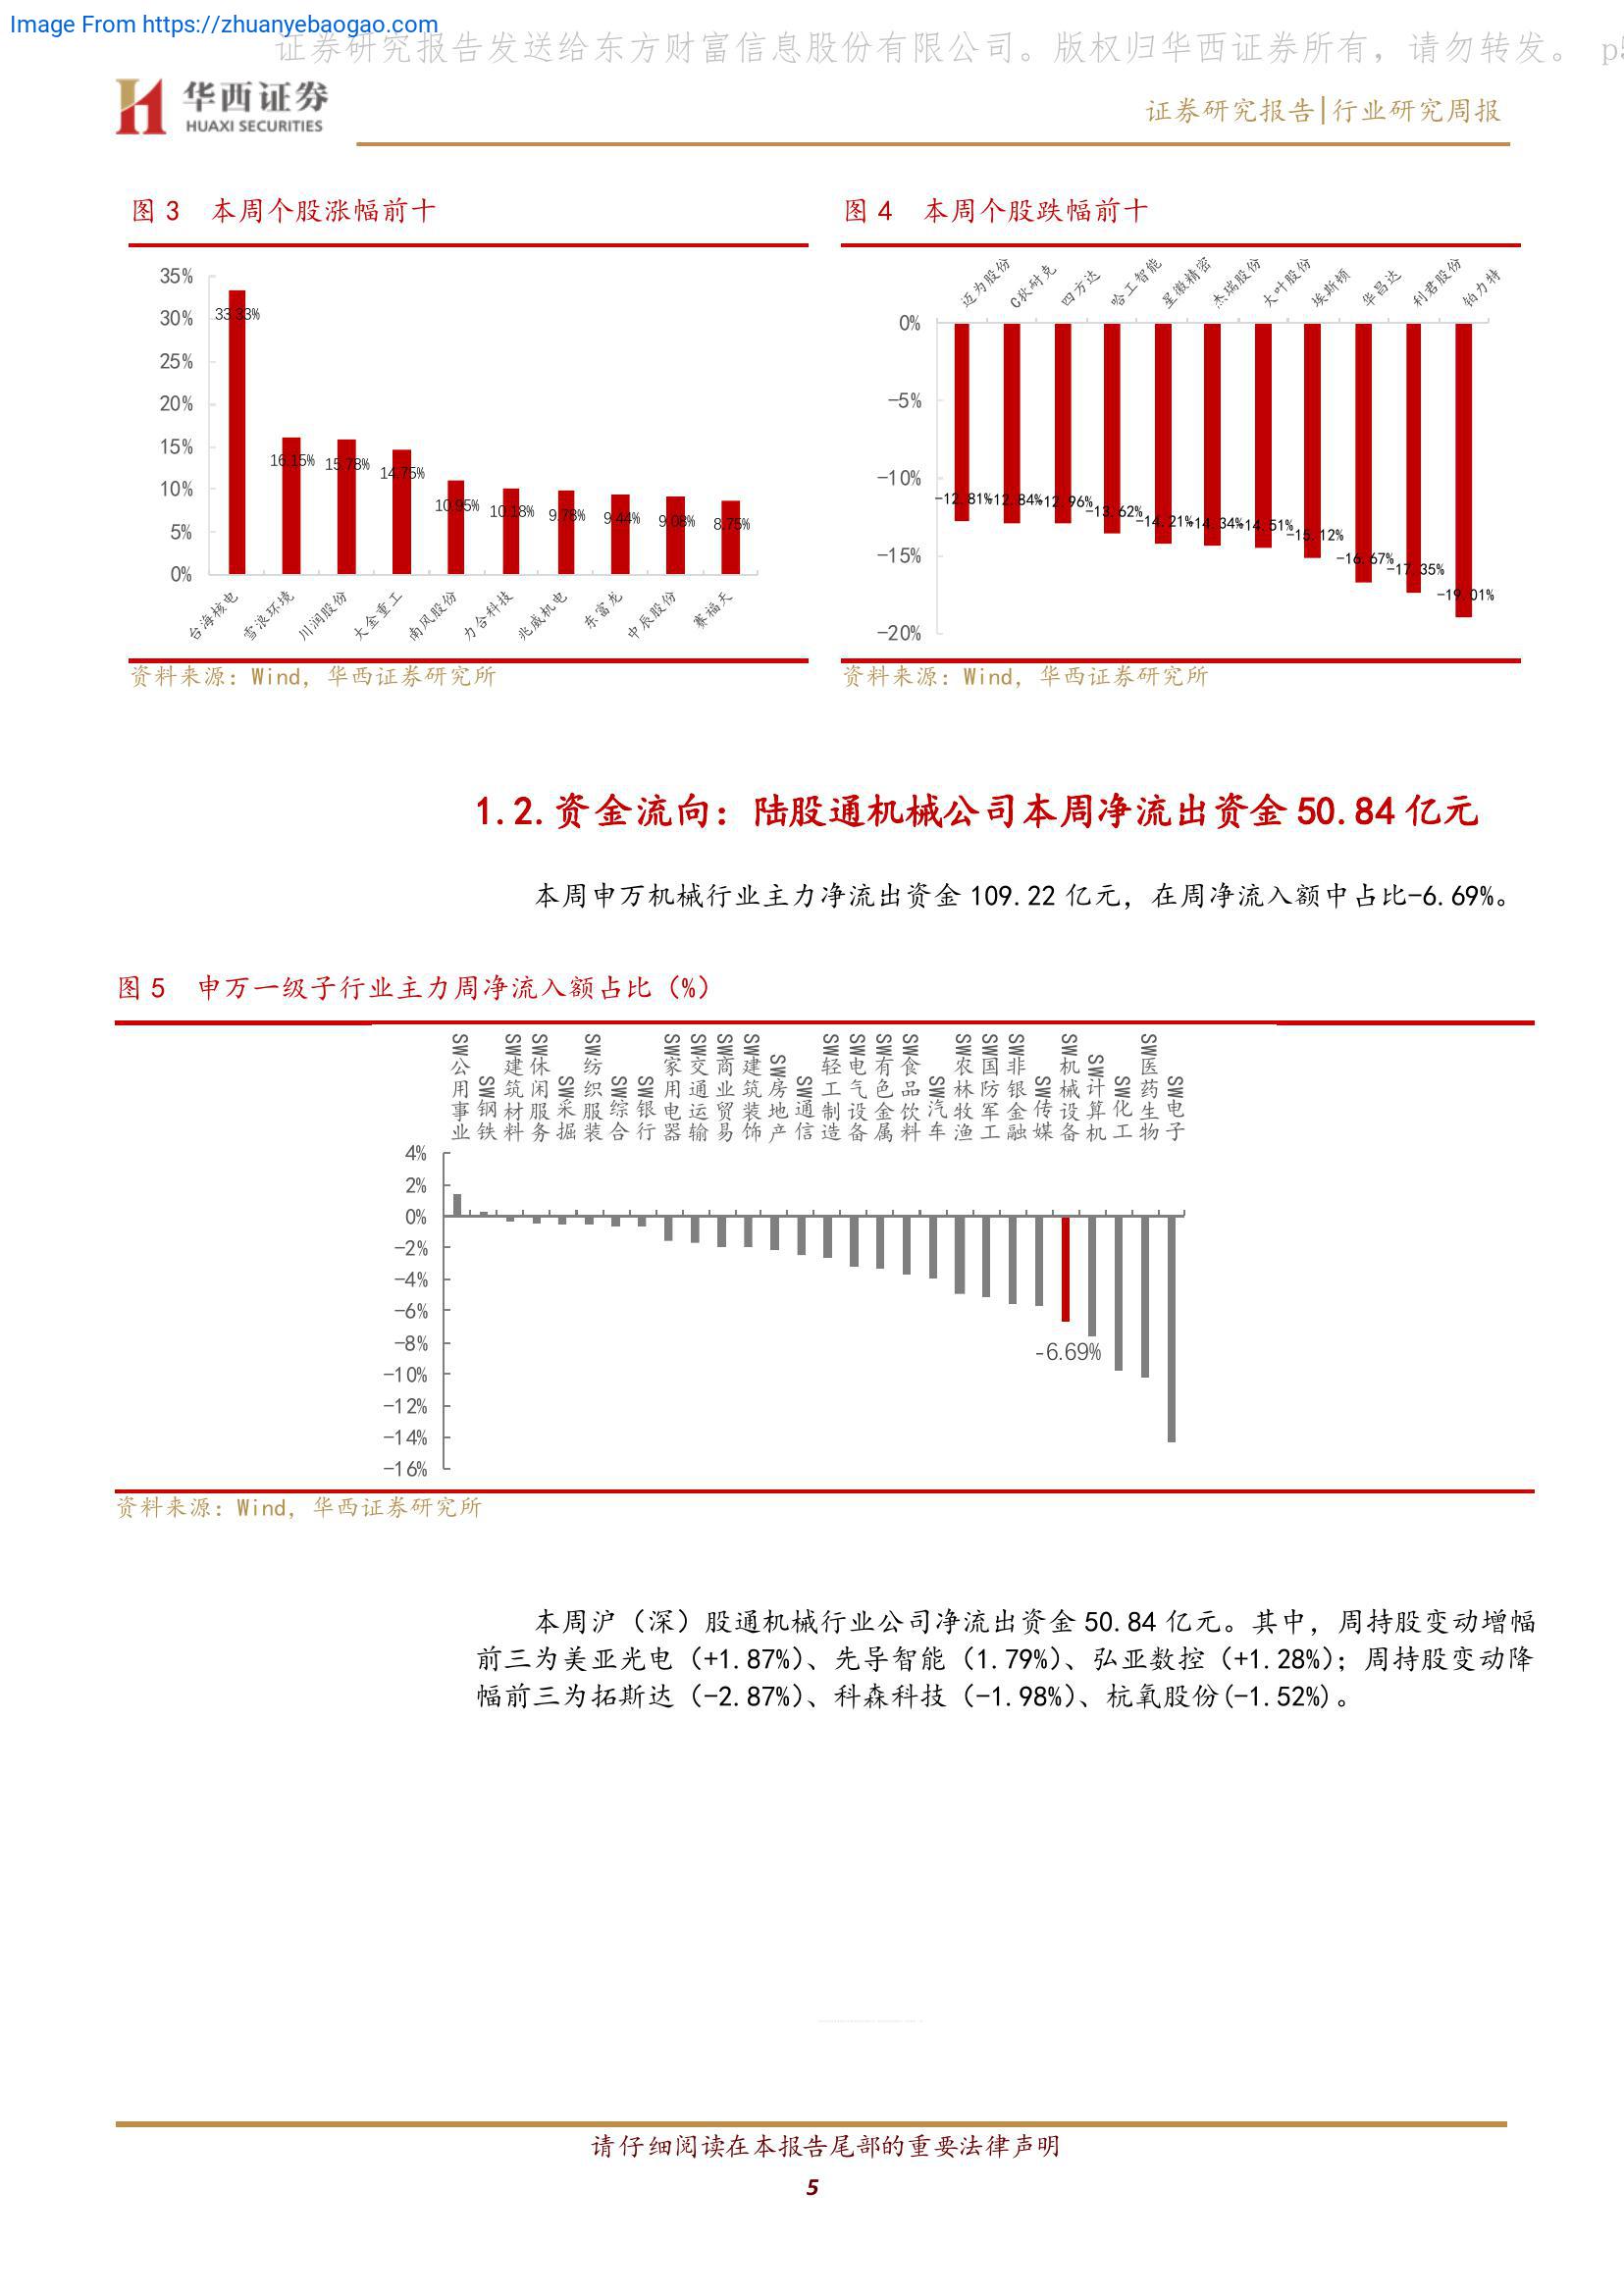 Image From https://zhuanyebaogao.com
证券研究报告发送给东方财富信息股份有限公司。版权归华西证券所有，请勿转发。 p5
华西证券
HUAXI SECURITIES
证券研究报告|行业研究周报
图 3 本周个股涨幅前十
35%
30%
25%
20%
15%
10%
5%
0%
33.33%
16.15%
15.78%
14.75%
10.95%
10.18%
9.78%
9.44%
9.08%
8.75%
台海核电
雪浪环境
川润股份
大金重工
南风股份
力合科技
兆威机电
东富龙
中辰股份
赛福天
资料来源：Wind，华西证券研究所
图 4 本周个股跌幅前十
迈为股份
C狄耐克
四方达
哈工智能
星徽精密
杰瑞股份
大叶股份
埃斯顿
华昌达
利君股份
铂力特
0%
-5%
-10%
-15%
-20%
-12.81%
-12.84%
-12.96%
-13.62%
-14.21%
-14.34%
-14.51%
-15.12%
-16.67%
-17.35%
-19.01%
资料来源：Wind，华西证券研究所
1.2.资金流向：陆股通机械公司本周净流出资金 50.84 亿元
本周申万机械行业主力净流出资金 109.22 亿元，在周净流入额中占比-6.69%。
图 5 申万一级子行业主力周净流入额占比（%）
SW公用事业
SW钢铁
SW建筑材料
SW休闲服务
SW采掘
SW纺织服装
SW综合
SW银行
SW家用电器
SW交通运输
SW商业贸易
SW建筑装饰
SW房地产
SW通信
SW轻工制造
SW电气设备
SW有色金属
SW食品饮料
SW汽车
SW农林牧渔
SW国防军工
SW非银金融
SW传媒
SW机械设备
SW计算机
SW化工
SW医药生物
SW电子
4%
2%
0%
-2%
-4%
-6%
-8%
-10%
-12%
-14%
-16%
-6.69%
资料来源：Wind，华西证券研究所
本周沪（深）股通机械行业公司净流出资金 50.84 亿元。其中，周持股变动增幅
前三为美亚光电（+1.87%）、先导智能（1.79%）、弘亚数控（+1.28%）；周持股变动降
幅前三为拓斯达（-2.87%）、科森科技（-1.98%）、杭氧股份(-1.52%)。
请仔细阅读在本报告尾部的重要法律声明
5